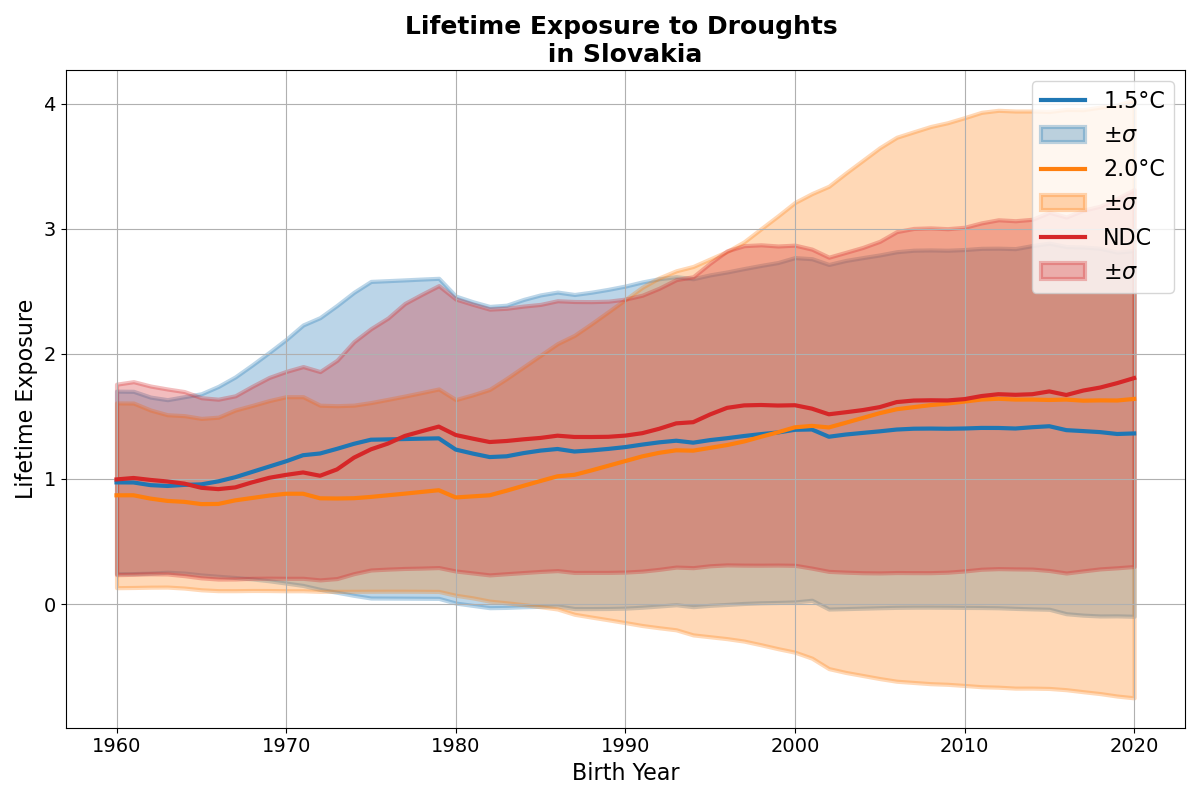 Lifetime Exposure to Droughts
in Slovakia
Lifetime Exposure
4
3
2
1
0
1.5°C
±σ
2.0°C
±σ
NDC
±σ
1960
1970
1980
1990
2000
2010
2020
Birth Year